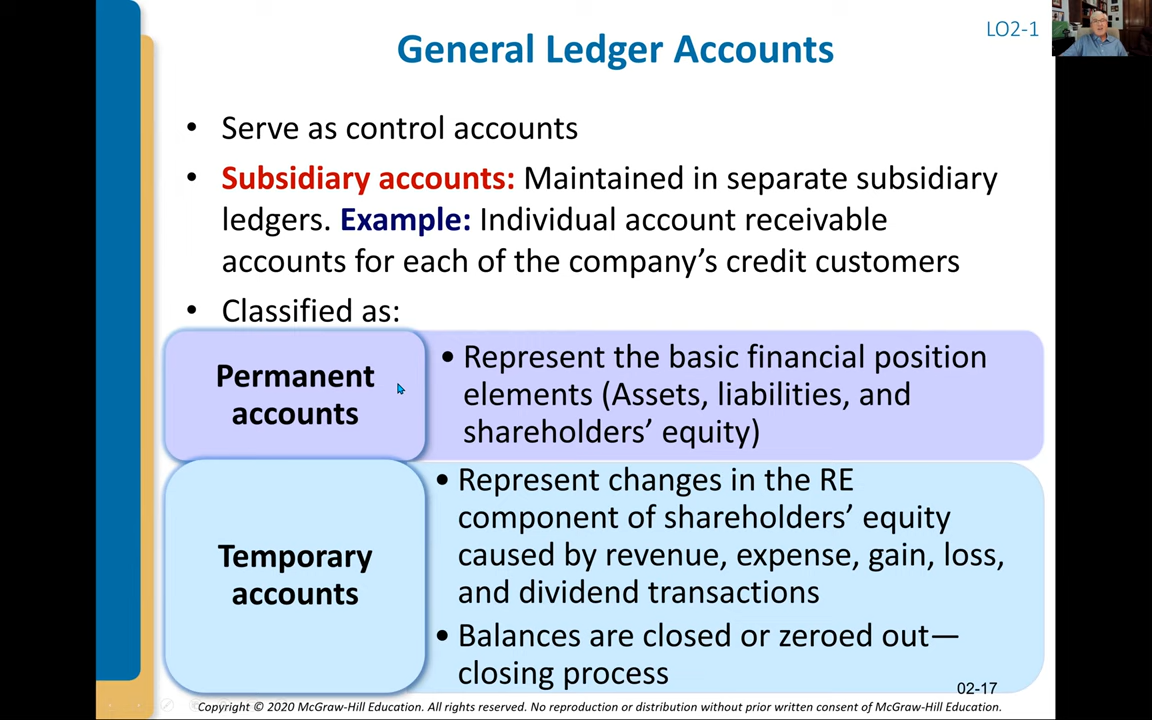 General Ledger Accounts
LO2-1
• Serve as control accounts
• Subsidiary accounts: Maintained in separate subsidiary
ledgers. Example: Individual account receivable
accounts for each of the company’s credit customers
• Classified as:
Permanent
accounts
• Represent the basic financial position
elements (Assets, liabilities, and
shareholders’ equity)
Temporary
accounts
• Represent changes in the RE
component of shareholders’ equity
caused by revenue, expense, gain, loss,
and dividend transactions
• Balances are closed or zeroed out—
closing process
02-17
Copyright © 2020 McGraw-Hill Education. All rights reserved. No reproduction or distribution without prior written consent of McGraw-Hill Education.